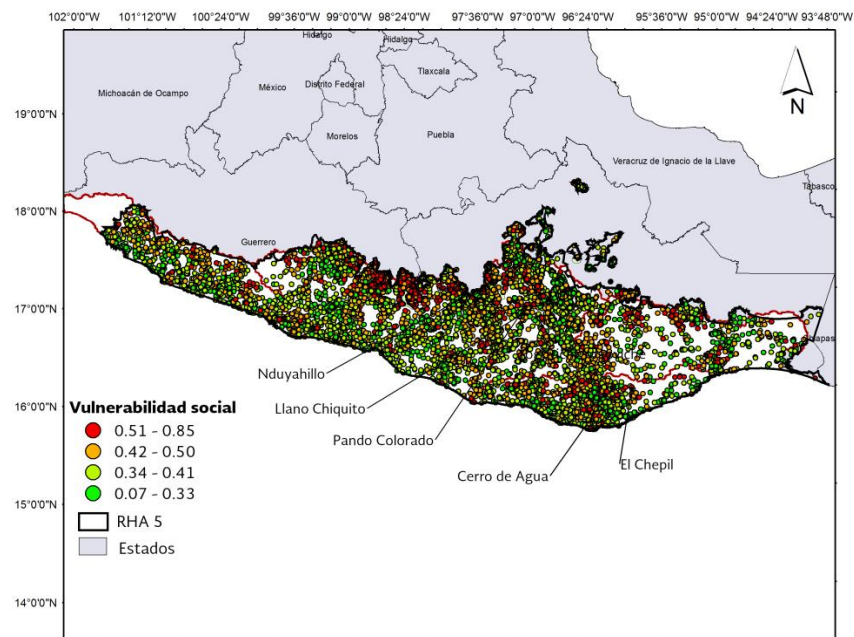 102°0'0"W 101°12'0"W 100°24'0"W 99°36'0"W 99°0'0"W 98°24'0"W 97°36'0"W 97°0'0"W 96°24'0"W 95°36'0"W 95°0'0"W 94°24'0"W 93°48'0"W
Hidalgo
Hidalgo
Tlaxcala
Michoacán de Ocampo
México
Distrito Federal
N
19°0'0"N
Morelos
Puebla
Veracruz de Ignacio de la Llave
Tabasco
18°0'0"N
Guerrero
17°0'0"N
Nduyahillo
Llano Chiquito
16°0'0"N
Pando Colorado
Cerro de Agua
El Chepil
Vulnerabilidad social
0.51 - 0.85
0.42 - 0.50
0.34 - 0.41
0.07 - 0.33
RHA 5
Estados
15°0'0"N
14°0'0"N